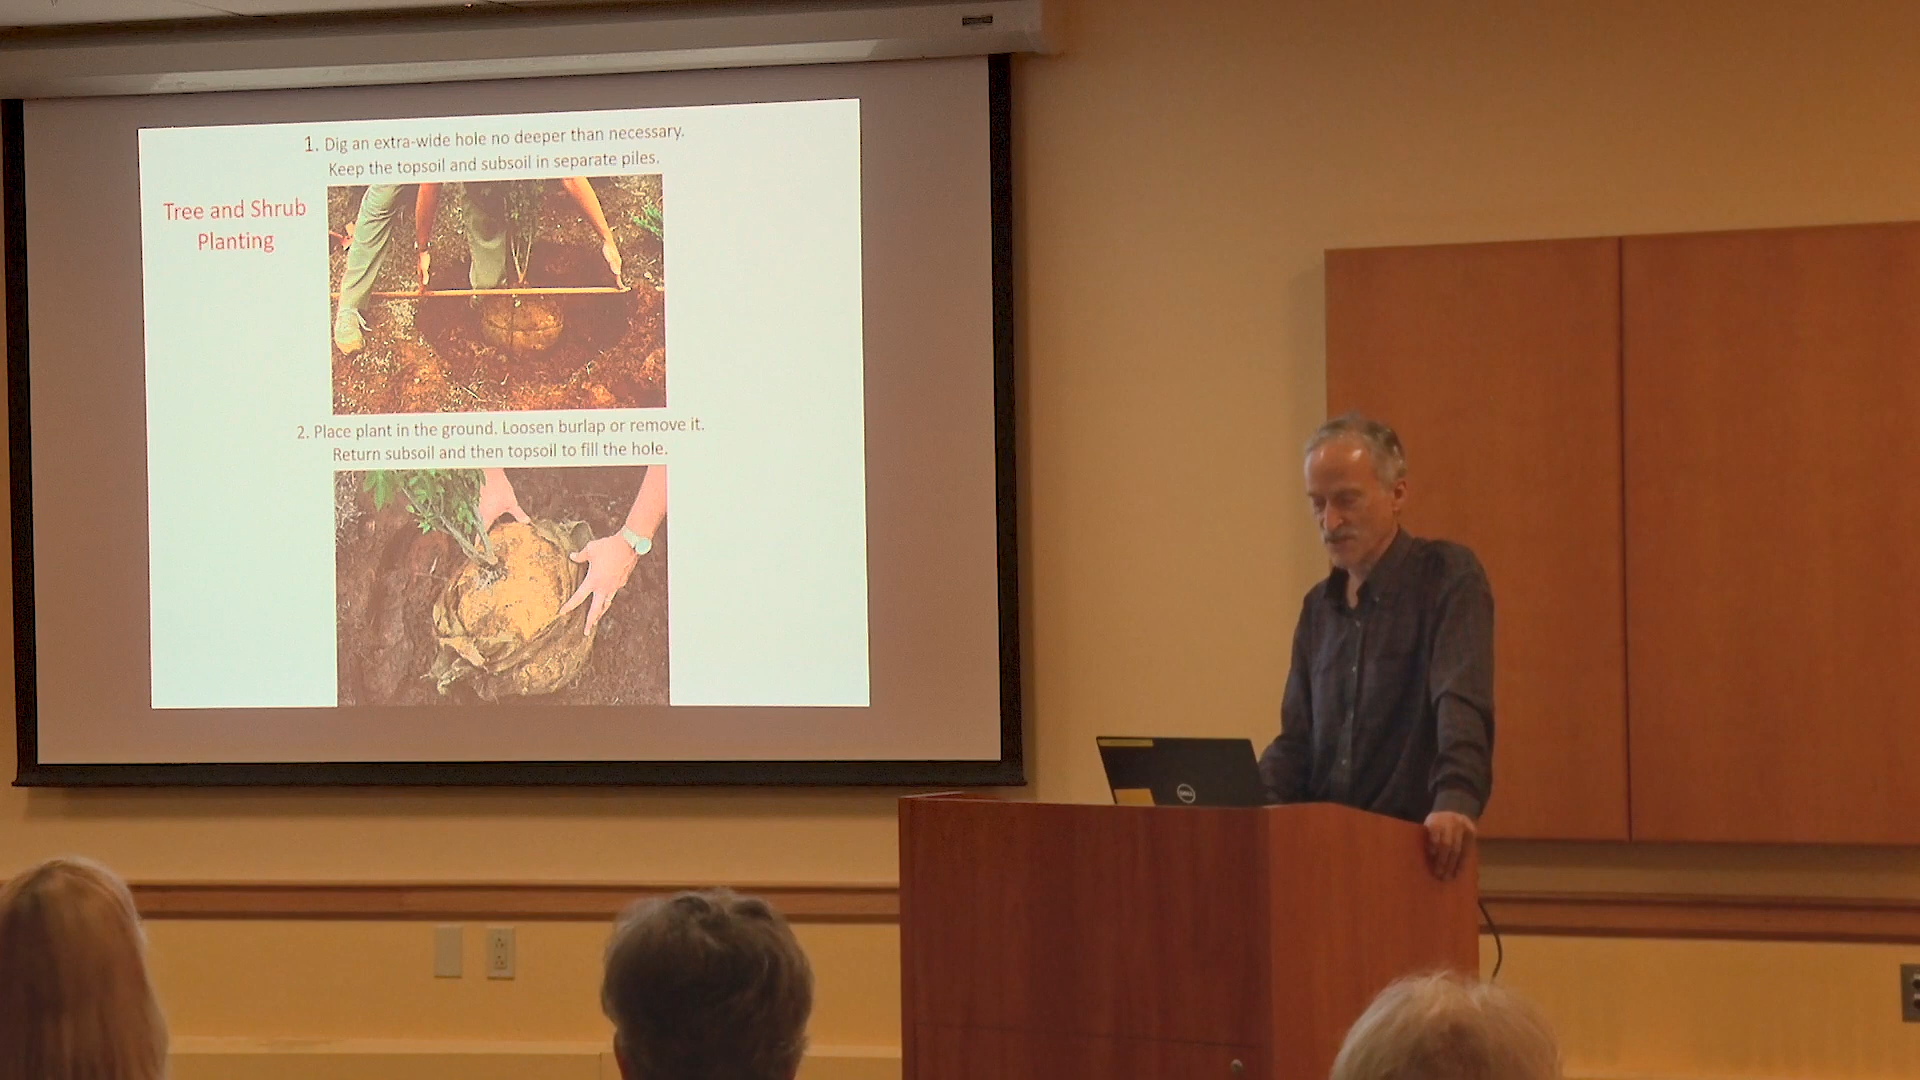 1. Dig an extra-wide hole no deeper than necessary.
Keep the topsoil and subsoil in separate piles.
Tree and Shrub
Planting
2. Place plant in the ground. Loosen burlap or remove it.
Return subsoil and then topsoil to fill the hole.
DELL